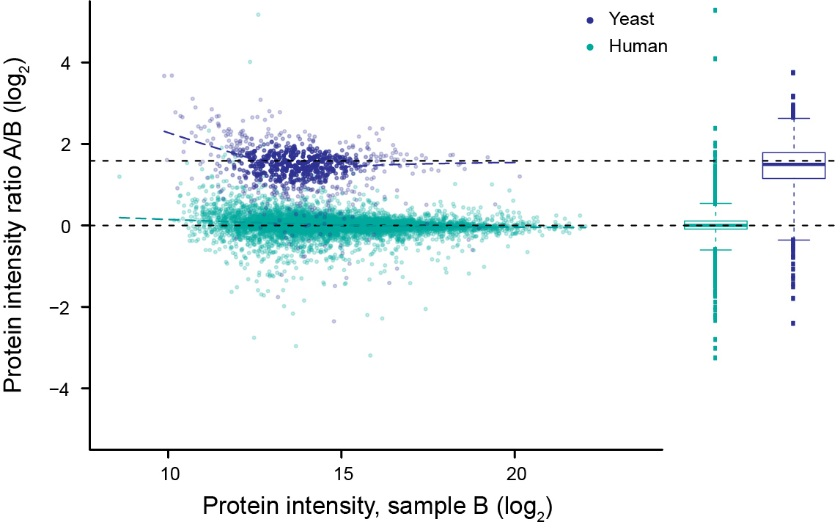 Yeast
Human
Protein intensity ratio A/B (log₂)
4
2
0
−2
−4
10
15
20
Protein intensity, sample B (log₂)